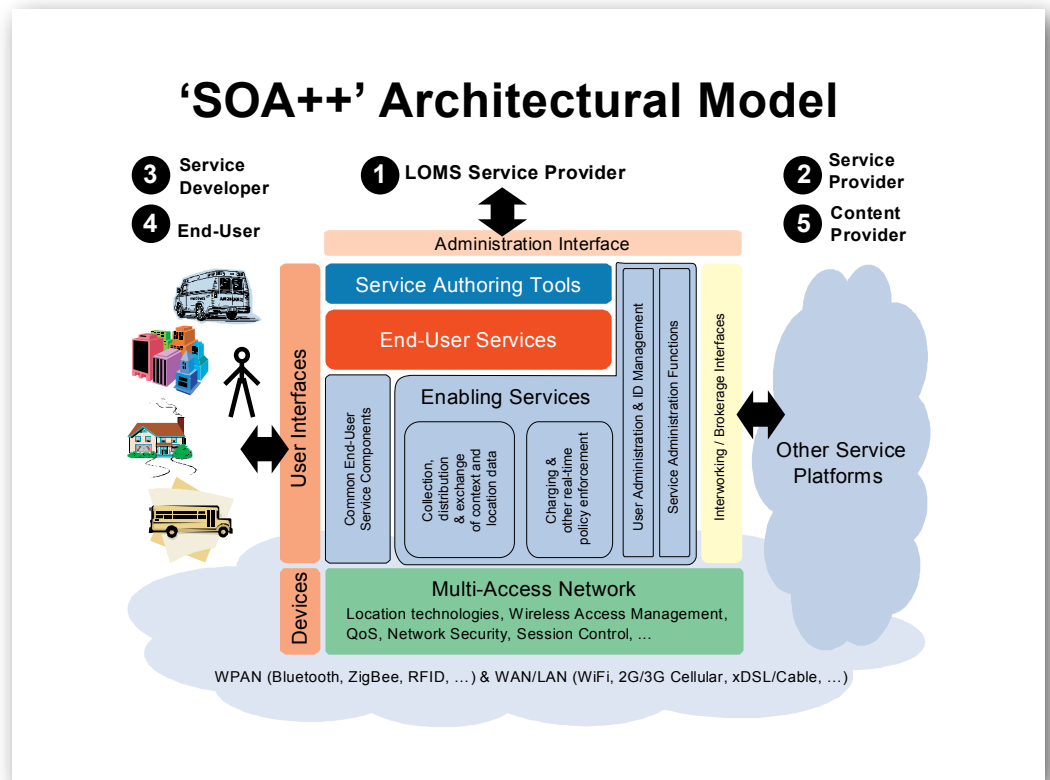 ‘SOA++’ Architectural Model
3 Service
Developer
1 LOMS Service Provider
2 Service
Provider
4 End-User
5 Content
Provider
Administration Interface
User Interfaces
Service Authoring Tools
End-User Services
Common End-User
Service Components
Enabling Services
Collection,
distribution
& exchange
of context and
location data
Charging &
other real-time
policy enforcement
User Administration & ID Management
Service Administration Functions
Interworking / Brokerage Interfaces
Other Service
Platforms
Devices
Multi-Access Network
Location technologies, Wireless Access Management,
QoS, Network Security, Session Control, …
WPAN (Bluetooth, ZigBee, RFID, …) & WAN/LAN (WiFi, 2G/3G Cellular, xDSL/Cable, …)